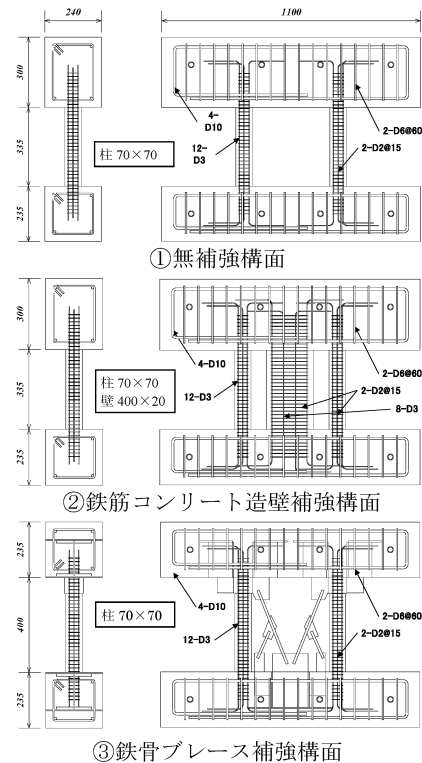 240
1100
300
335
235
柱 70×70
4-
D10
12-
D3
2-D6@60
2-D2@15
①無補強構面
300
335
235
柱 70×70
壁 400×20
4-D10
12-D3
2-D6@60
2-D2@15
8-D3
②鉄筋コンリート造壁補強構面
235
400
235
柱 70×70
4-D10
12-D3
2-D6@60
2-D2@15
③鉄骨ブレース補強構面